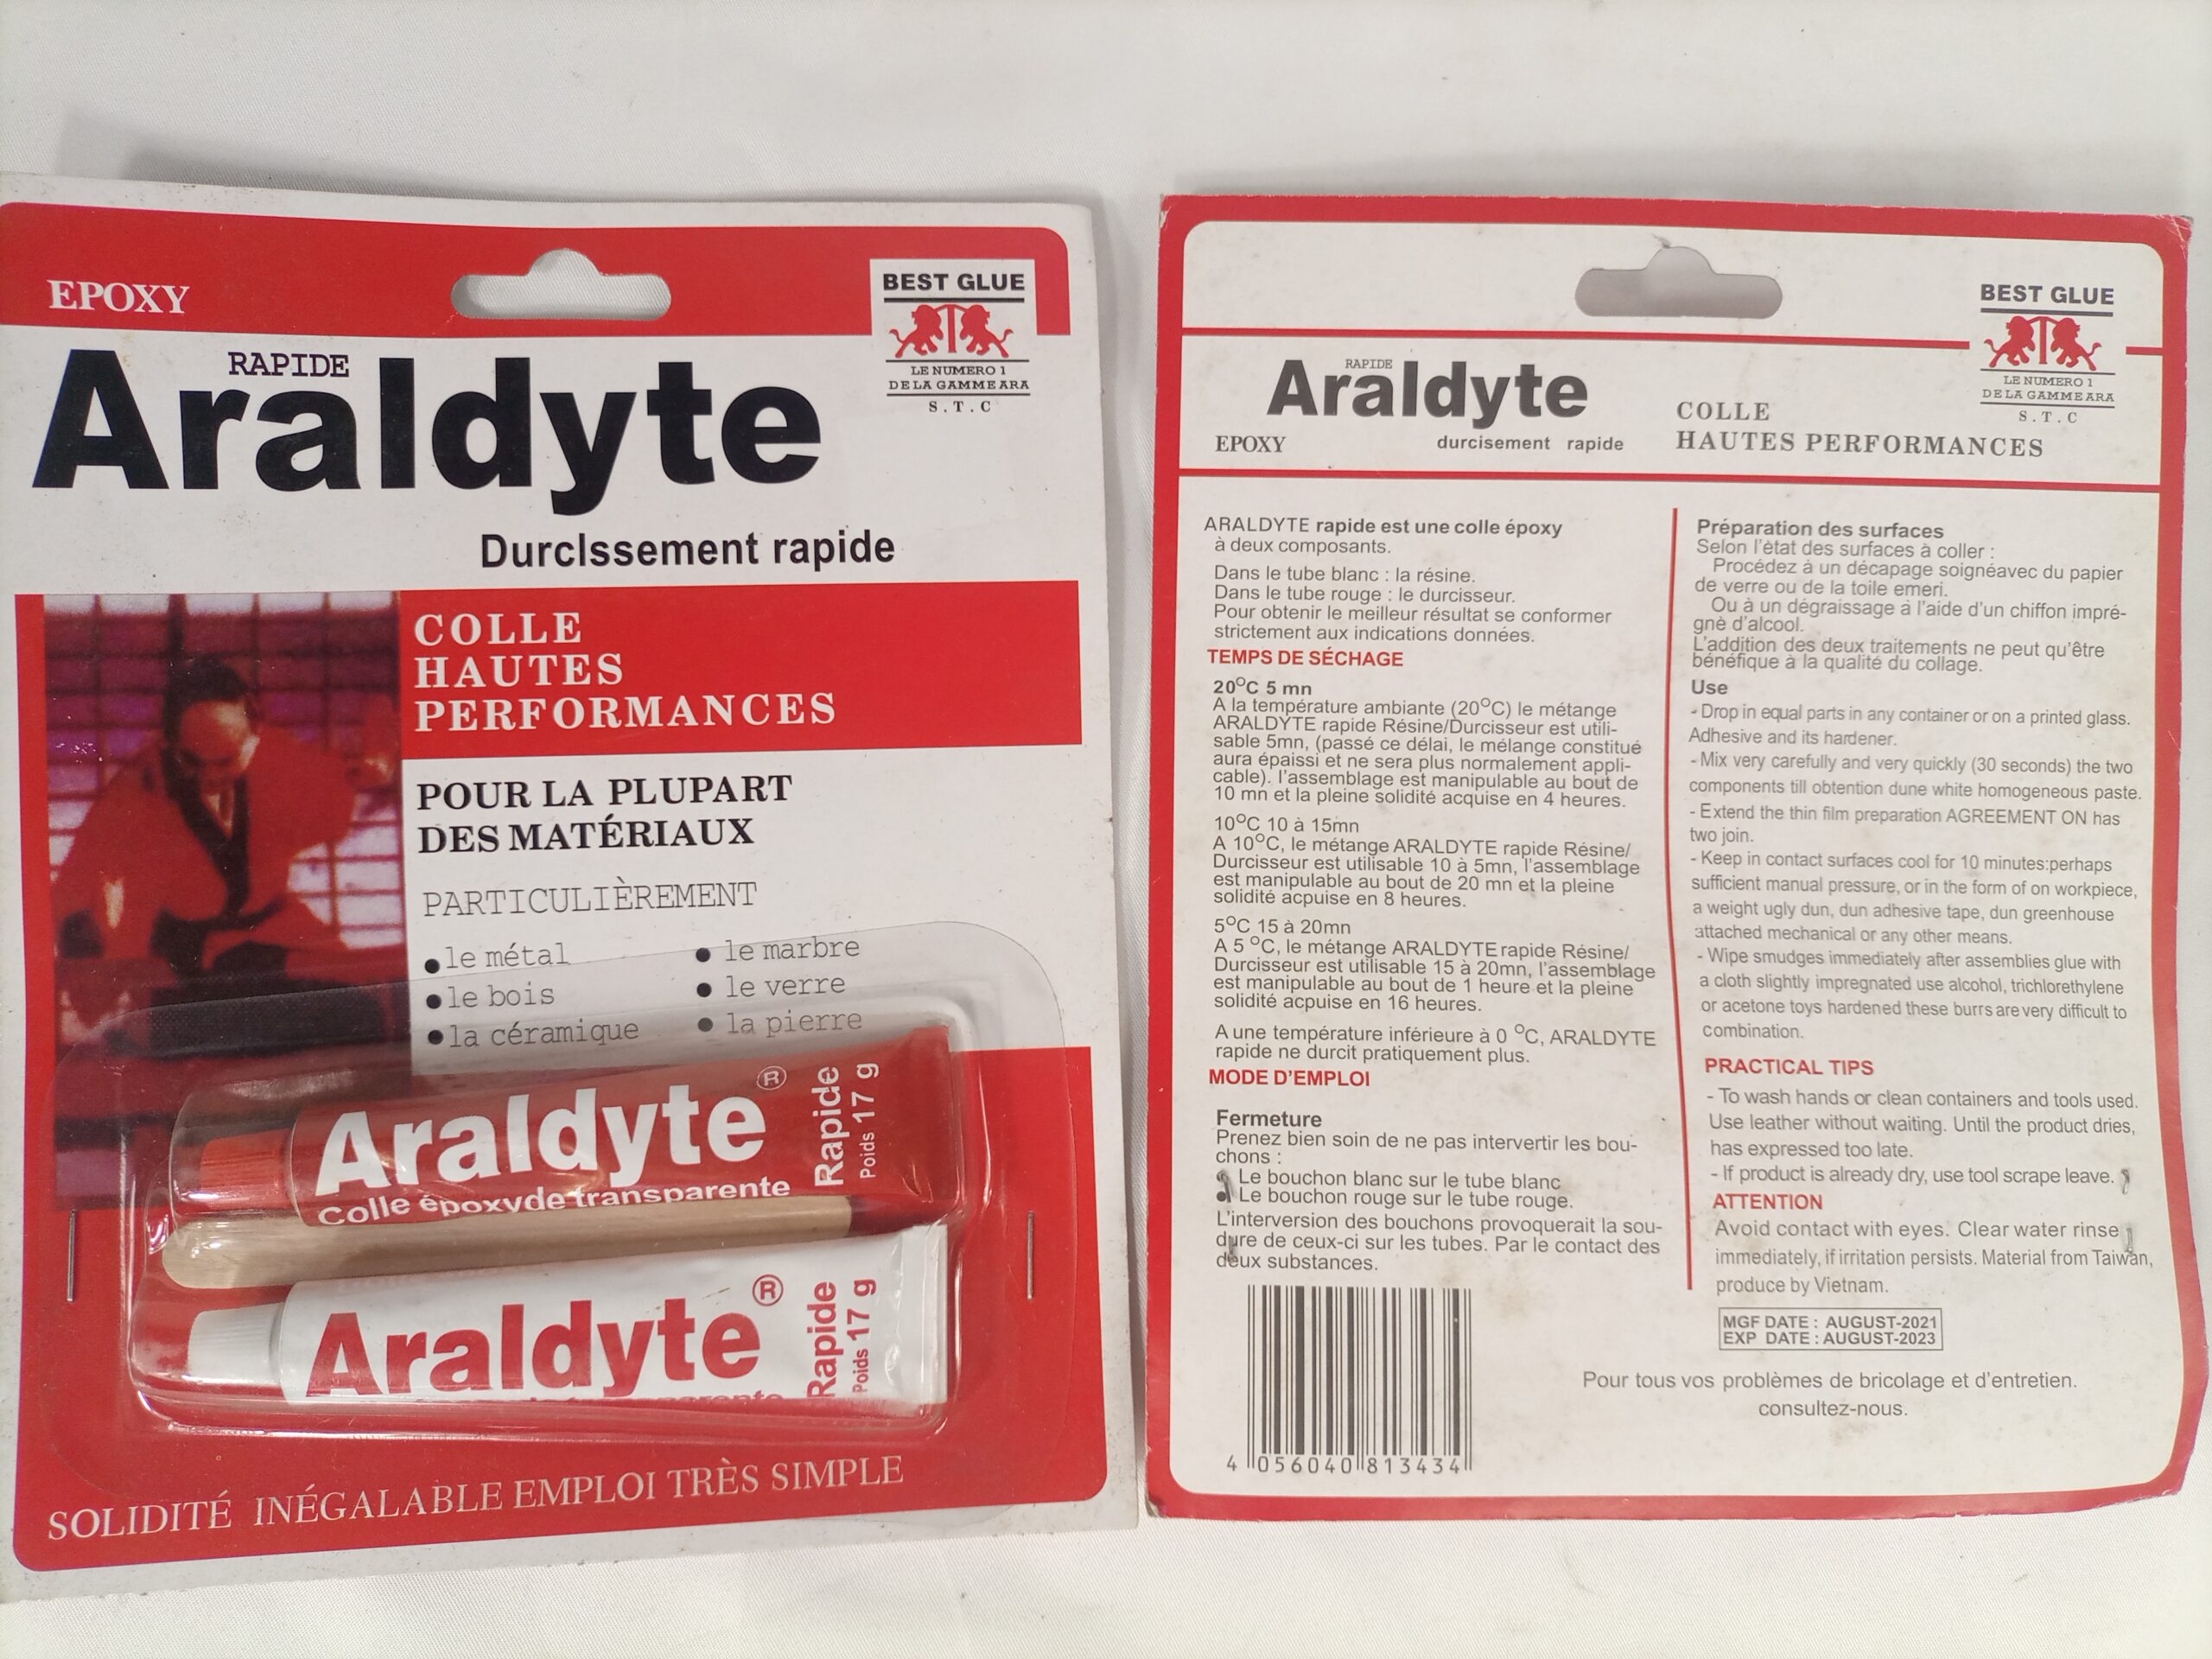 EPOXY
BEST GLUE
LE NUMERO 1
DE LA GAMME ARA
S.T.C
RAPIDE
Araldyte
DurcIssement rapide
COLLE
HAUTES
PERFORMANCES
POUR LA PLUPART
DES MATÉRIAUX
PARTICULIÈREMENT
● le métal
● le bois
● la céramique
● le marbre
● le verre
● la pierre
Araldyte®
Colle époxyde transparente
Rapide
Poids 17 g
Araldyte®
Rapide
Poids 17 g
SOLIDITÉ INÉGALABLE EMPLOI TRÈS SIMPLE
BEST GLUE
LE NUMERO 1
DE LA GAMME ARA
S.T.C
RAPIDE
Araldyte
EPOXY
durcisement rapide
COLLE
HAUTES PERFORMANCES
ARALDYTE rapide est une colle époxy
à deux composants.
Dans le tube blanc : la résine.
Dans le tube rouge : le durcisseur.
Pour obtenir le meilleur résultat se conformer
strictement aux indications données.
TEMPS DE SÉCHAGE
20°C 5 mn
A la température ambiante (20°C) le métange
ARALDYTE rapide Résine/Durcisseur est utili-
sable 5mn, (passé ce délai, le mélange constitué
aura épaissi et ne sera plus normalement appli-
cable). l'assemblage est manipulable au bout de
10 mn et la pleine solidité acquise en 4 heures.
10°C 10 à 15mn
A 10°C, le métange ARALDYTE rapide Résine/
Durcisseur est utilisable 10 à 5mn, l'assemblage
est manipulable au bout de 20 mn et la pleine
solidité acpuise en 8 heures.
5°C 15 à 20mn
A 5 °C, le métange ARALDYTE rapide Résine/
Durcisseur est utilisable 15 à 20mn, l'assemblage
est manipulable au bout de 1 heure et la pleine
solidité acpuise en 16 heures.
A une température inférieure à 0 °C, ARALDYTE
rapide ne durcit pratiquement plus.
MODE D'EMPLOI
Fermeture
Prenez bien soin de ne pas intervertir les bou-
chons :
Le bouchon blanc sur le tube blanc
● Le bouchon rouge sur le tube rouge.
L'interversion des bouchons provoquerait la sou-
dure de ceux-ci sur les tubes. Par le contact des
deux substances.
4 056040 813434
Préparation des surfaces
Selon l'ètat des surfaces à coller :
Procédez à un décapage soignéavec du papier
de verre ou de la toile emeri.
Ou à un dégraissage à l'aide d'un chiffon impré-
gnè d'alcool.
L'addition des deux traitements ne peut qu'être
bénéfique à la qualité du collage.
Use
- Drop in equal parts in any container or on a printed glass.
Adhesive and its hardener.
- Mix very carefully and very quickly (30 seconds) the two
components till obtention dune white homogeneous paste.
- Extend the thin film preparation AGREEMENT ON has
two join.
- Keep in contact surfaces cool for 10 minutes:perhaps
sufficient manual pressure, or in the form of on workpiece,
a weight ugly dun, dun adhesive tape, dun greenhouse
attached mechanical or any other means.
- Wipe smudges immediately after assemblies glue with
a cloth slightly impregnated use alcohol, trichlorethylene
or acetone toys hardened these burrs are very difficult to
combination.
PRACTICAL TIPS
- To wash hands or clean containers and tools used.
Use leather without waiting. Until the product dries,
has expressed too late.
- If product is already dry, use tool scrape leave.
ATTENTION
Avoid contact with eyes. Clear water rinse
immediately, if irritation persists. Material from Taiwan,
produce by Vietnam.
MGF DATE : AUGUST-2021
EXP DATE : AUGUST-2023
Pour tous vos problèmes de bricolage et d'entretien.
consultez-nous.